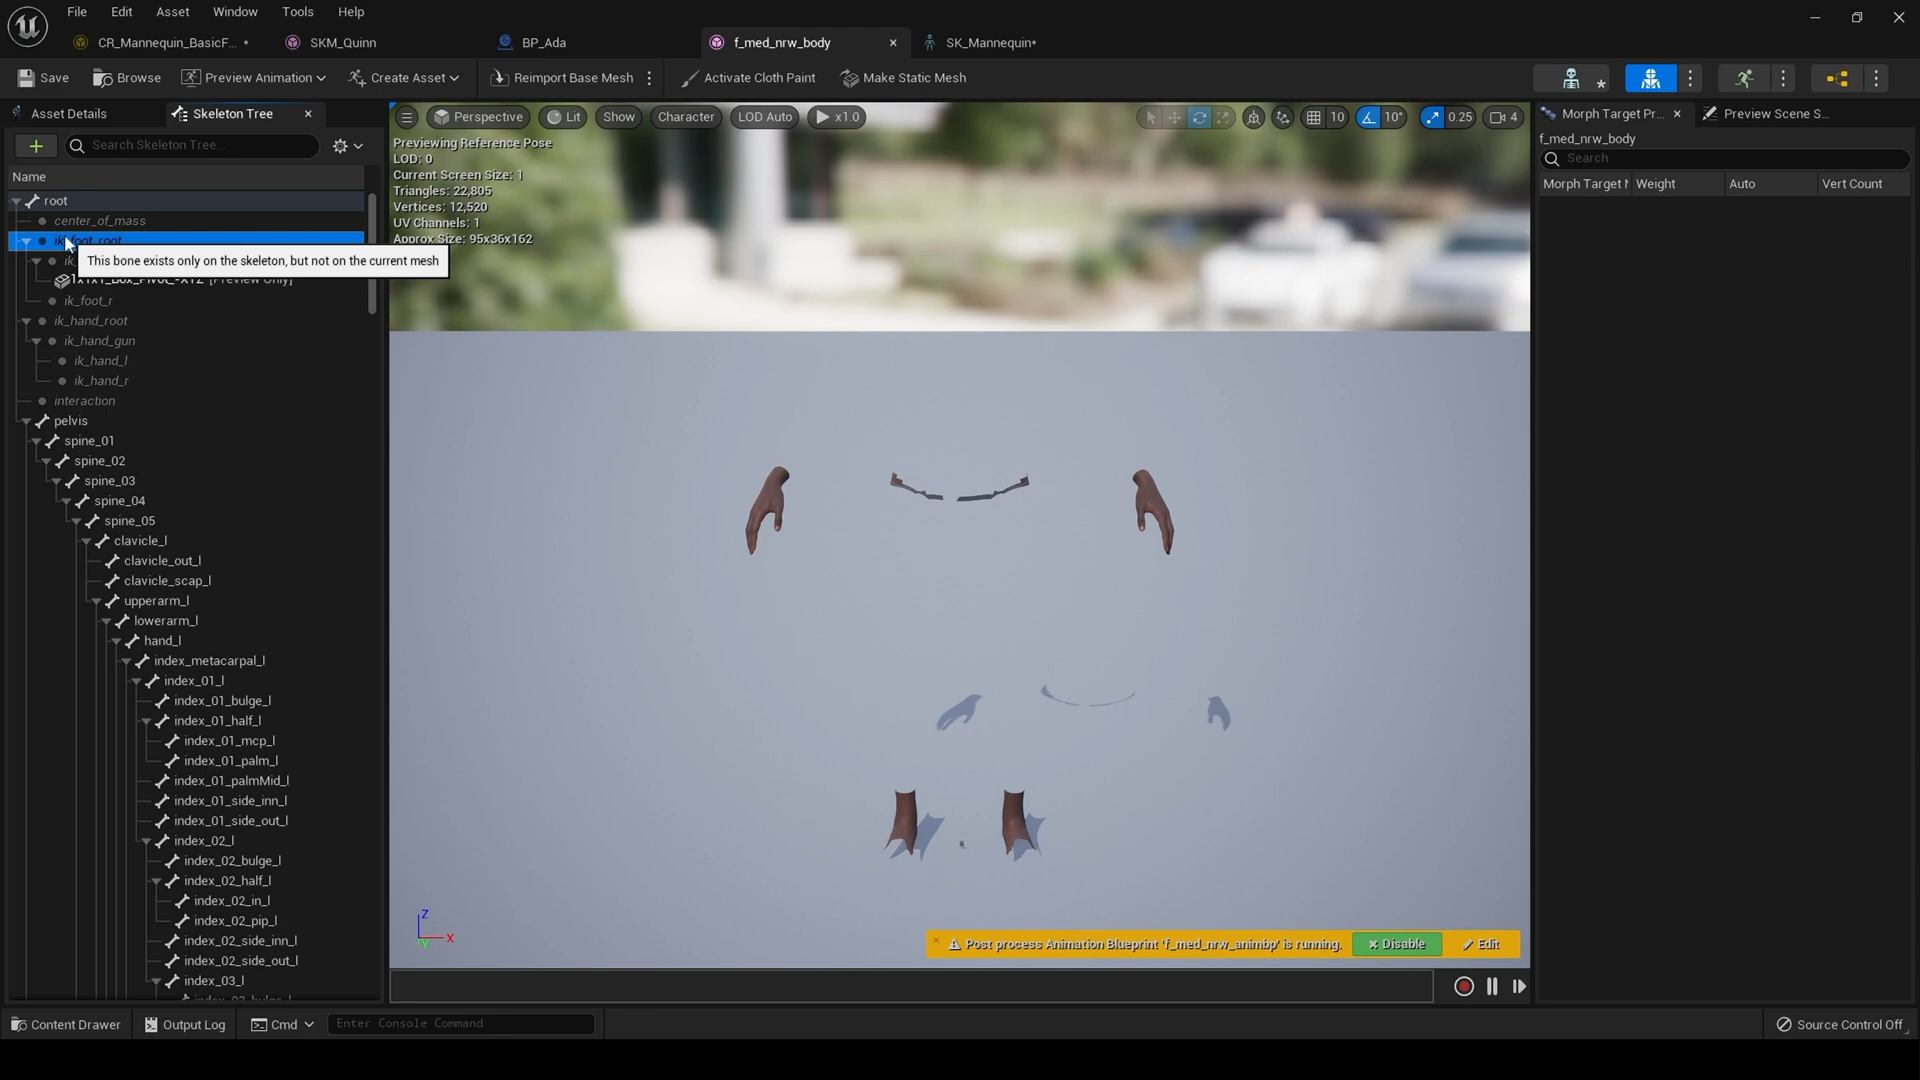 File Edit Asset Window Tools Help
CR_Mannequin_BasicF... * SKM_Quinn BP_Ada f_med_nrw_body SK_Mannequin*
Save Browse Preview Animation Create Asset Reimport Base Mesh Activate Cloth Paint Make Static Mesh
Asset Details Skeleton Tree
Search Skeleton Tree...
Name
root
center_of_mass
ik_foot_root
This bone exists only on the skeleton, but not on the current mesh
[Preview Only]
ik_foot_r
ik_hand_root
ik_hand_gun
ik_hand_l
ik_hand_r
interaction
pelvis
spine_01
spine_02
spine_03
spine_04
spine_05
clavicle_l
clavicle_out_l
clavicle_scap_l
upperarm_l
lowerarm_l
hand_l
index_metacarpal_l
index_01_l
index_01_bulge_l
index_01_half_l
index_01_mcp_l
index_01_palm_l
index_01_palmMid_l
index_01_side_inn_l
index_01_side_out_l
index_02_l
index_02_bulge_l
index_02_half_l
index_02_in_l
index_02_pip_l
index_02_side_inn_l
index_02_side_out_l
index_03_l
Perspective Lit Show Character LOD Auto x1.0 10 10° 0.25 4
Previewing Reference Pose
LOD: 0
Current Screen Size: 1
Triangles: 22,805
Vertices: 12,520
UV Channels: 1
Approx Size: 95x36x162
Z
X
Y
Post process Animation Blueprint 'f_med_nrw_animbp' is running. Disable Edit
Morph Target Pr... Preview Scene S...
f_med_nrw_body
Search
Morph Target Weight Auto Vert Count
Content Drawer Output Log Cmd Enter Console Command Source Control Off